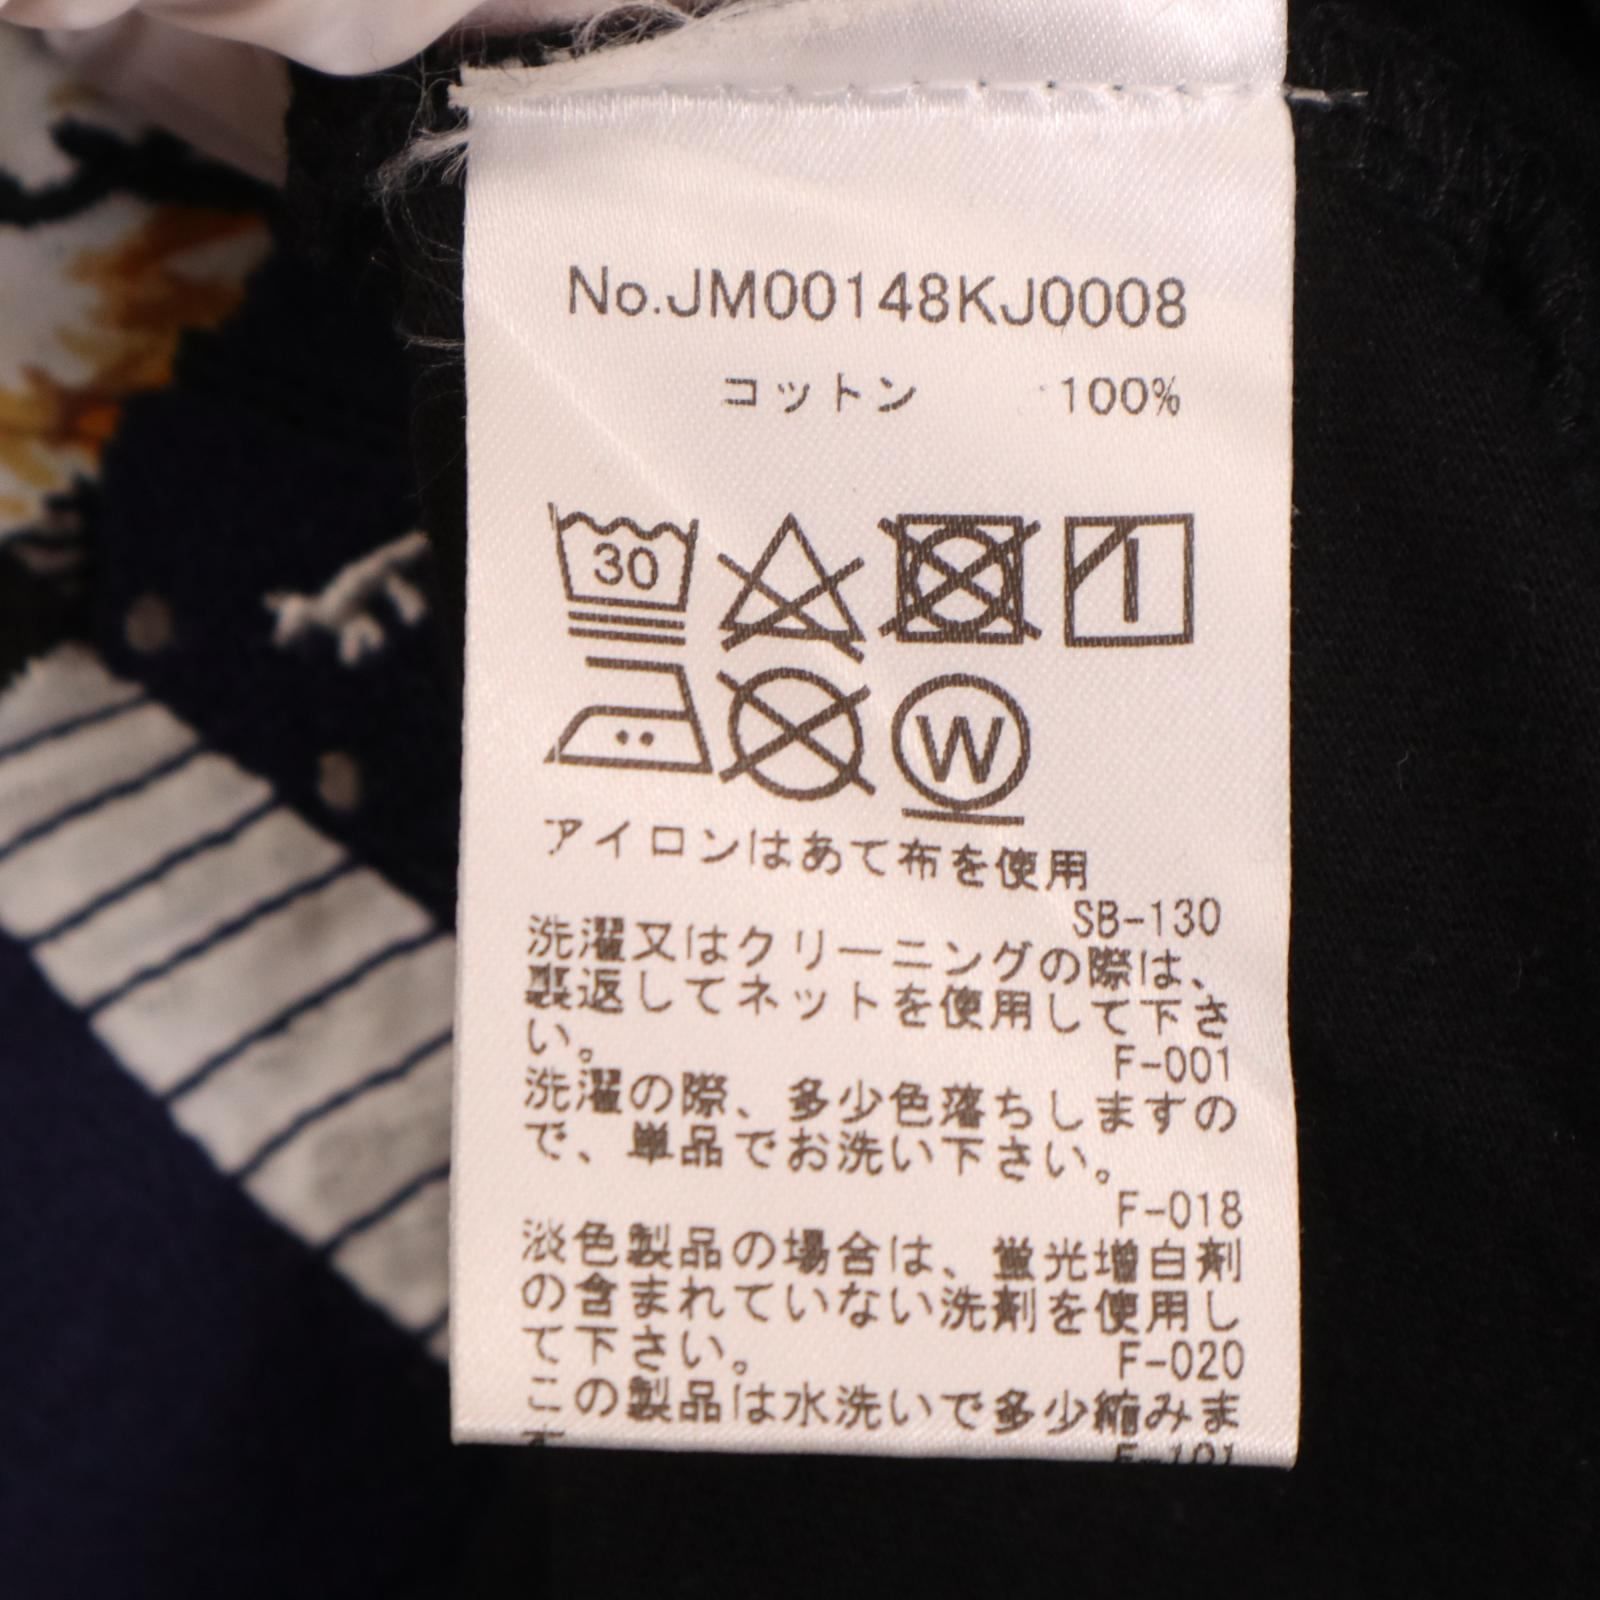 No.JM00148KJ0008
コットン 100%
30
W
アイロンはあて布を使用
SB-130
洗濯又はクリーニングの際は、
裏返してネットを使用して下さ
い。
F-001
洗濯の際、多少色落ちしますの
で、単品でお洗い下さい。
F-018
淡色製品の場合は、蛍光増白剤
の含まれていない洗剤を使用し
て下さい。
F-020
この製品は水洗いで多少縮みま
F-101